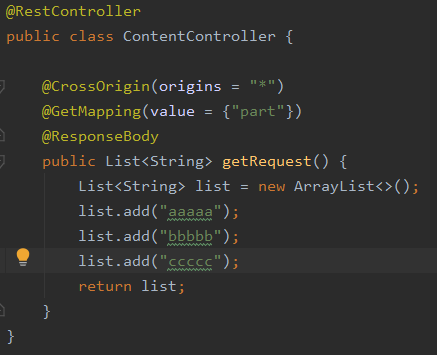 @RestController
public class ContentController {
@CrossOrigin(origins = "*")
@GetMapping(value = {"part"})
@ResponseBody
public List<String> getRequest() {
List<String> list = new ArrayList<>();
list.add("aaaaa");
list.add("bbbbb");
list.add("ccccc");
return list;
}
}